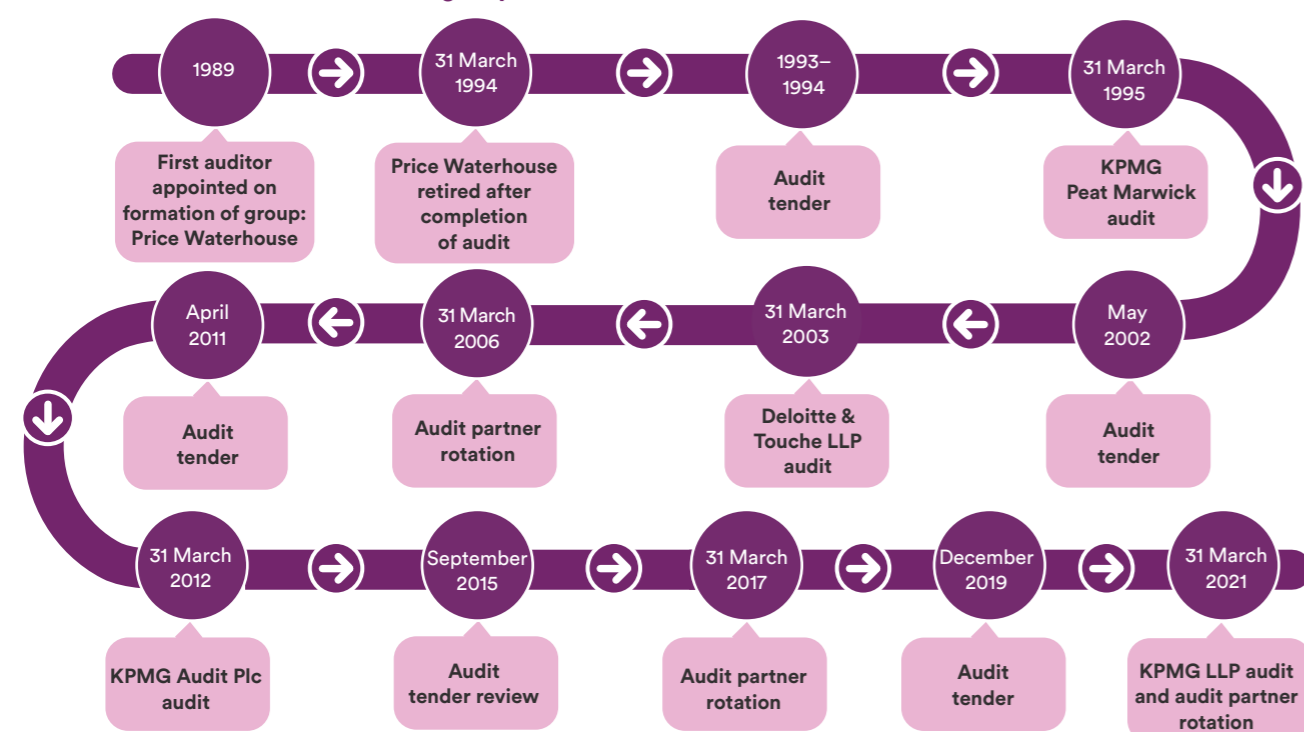 1989
First auditor
appointed on
formation of group:
Price Waterhouse
31 March
1994
Price Waterhouse
retired after
completion
of audit
1993–
1994
Audit
tender
31 March
1995
KPMG
Peat Marwick
audit
May
2002
Audit
tender
31 March
2003
Deloitte &
Touche LLP
audit
31 March
2006
Audit partner
rotation
April
2011
Audit
tender
31 March
2012
KPMG Audit Plc
audit
September
2015
Audit
tender review
31 March
2017
Audit partner
rotation
December
2019
Audit
tender
31 March
2021
KPMG LLP audit
and audit partner
rotation